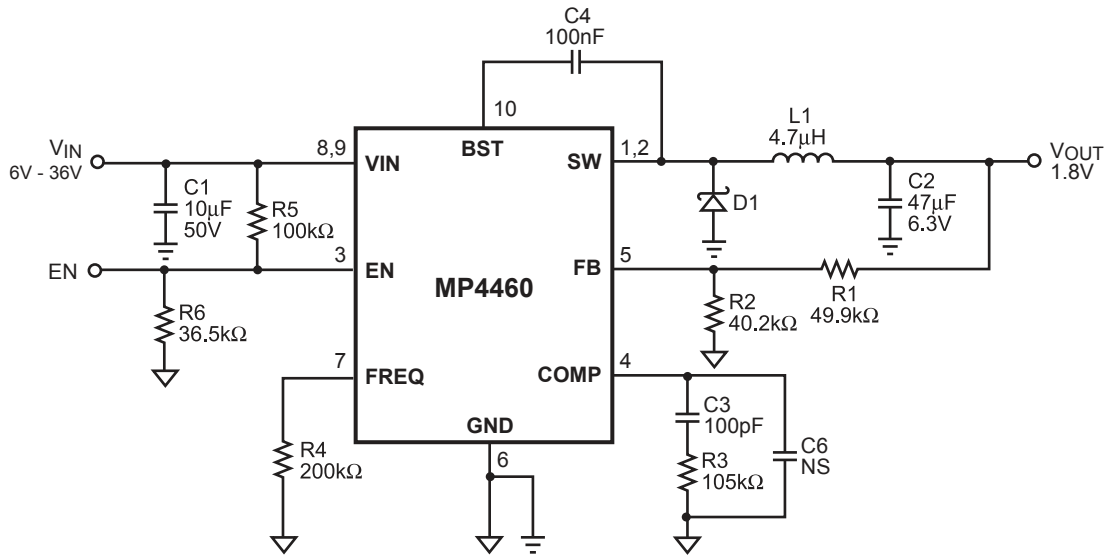 C4
100nF
10
BST
V_IN
6V - 36V
8,9
VIN
1,2
SW
L1
4.7μH
V_OUT
1.8V
C1
10μF
50V
R5
100kΩ
D1
C2
47μF
6.3V
EN
3
EN
MP4460
5
FB
R1
49.9kΩ
R2
40.2kΩ
R6
36.5kΩ
7
FREQ
4
COMP
C3
100pF
C6
NS
R4
200kΩ
GND
6
R3
105kΩ